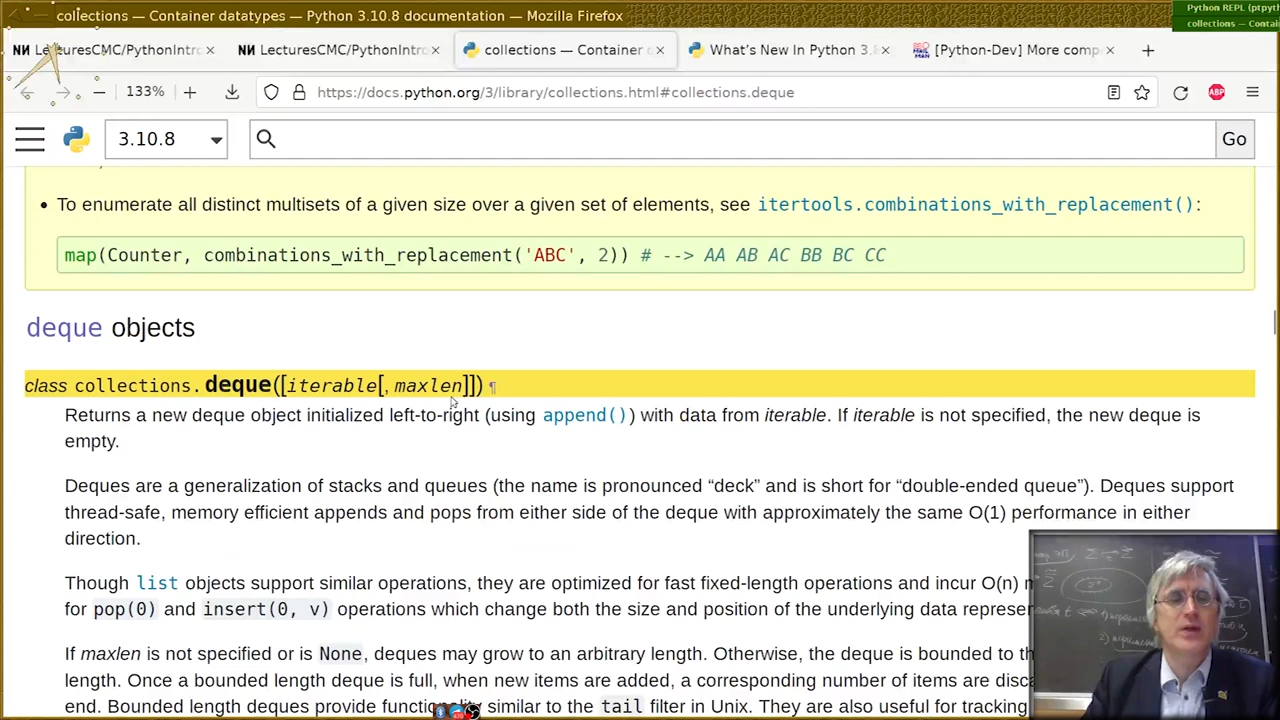 collections — Container datatypes — Python 3.10.8 documentation — Mozilla Firefox
Python REPL (ptpyth
collections — Contai
LecturesCMC/PythonIntro
LecturesCMC/PythonIntro
collections — Container
What's New In Python 3.
[Python-Dev] More comp
133%
https://docs.python.org/3/library/collections.html#collections.deque
ABP
3.10.8
Go
• To enumerate all distinct multisets of a given size over a given set of elements, see itertools.combinations_with_replacement():
map(Counter, combinations_with_replacement('ABC', 2)) # --> AA AB AC BB BC CC
deque objects
class collections.deque([iterable[, maxlen]]) ¶
Returns a new deque object initialized left-to-right (using append()) with data from iterable. If iterable is not specified, the new deque is
empty.
Deques are a generalization of stacks and queues (the name is pronounced “deck” and is short for “double-ended queue”). Deques support
thread-safe, memory efficient appends and pops from either side of the deque with approximately the same O(1) performance in either
direction.
Though list objects support similar operations, they are optimized for fast fixed-length operations and incur O(n) m
for pop(0) and insert(0, v) operations which change both the size and position of the underlying data represe
If maxlen is not specified or is None, deques may grow to an arbitrary length. Otherwise, the deque is bounded to th
length. Once a bounded length deque is full, when new items are added, a corresponding number of items are disca
end. Bounded length deques provide functionality similar to the tail filter in Unix. They are also useful for tracking